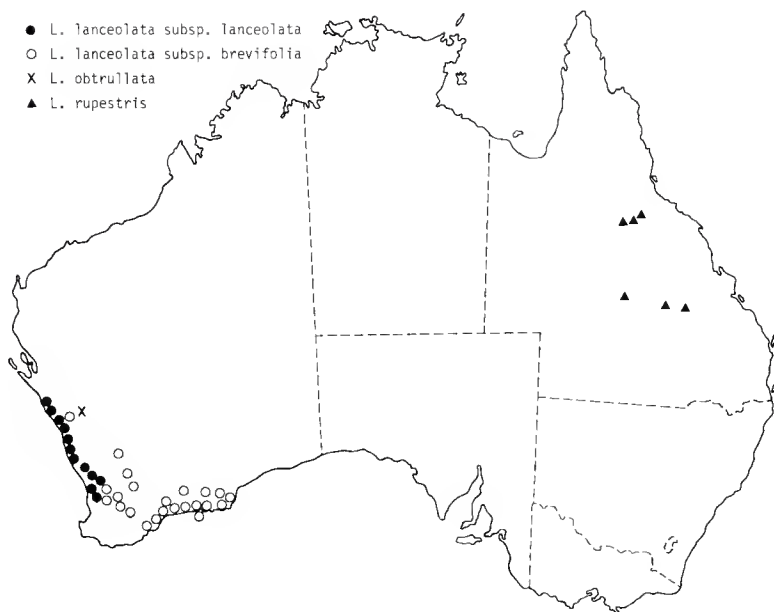 ● L. lanceolata subsp. lanceolata
○ L. lanceolata subsp. brevifolia
X L. obtrullata
▲ L. rupestris